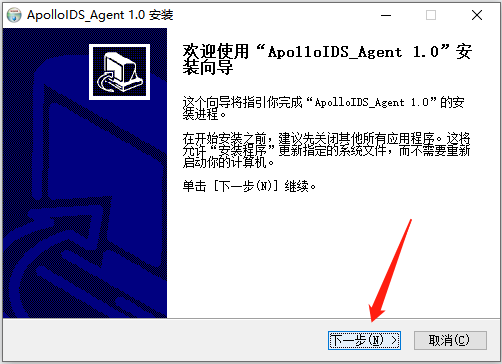 ApolloIDS_Agent 1.0 安装
欢迎使用“ApolloIDS_Agent 1.0”安
装向导
这个向导将指引你完成“ApolloIDS_Agent 1.0”的安
装进程。
在开始安装之前，建议先关闭其他所有应用程序。这将
允许“安装程序”更新指定的系统文件，而不需要重新
启动你的计算机。
单击 [下一步(N)] 继续。
下一步(N) >
取消(C)